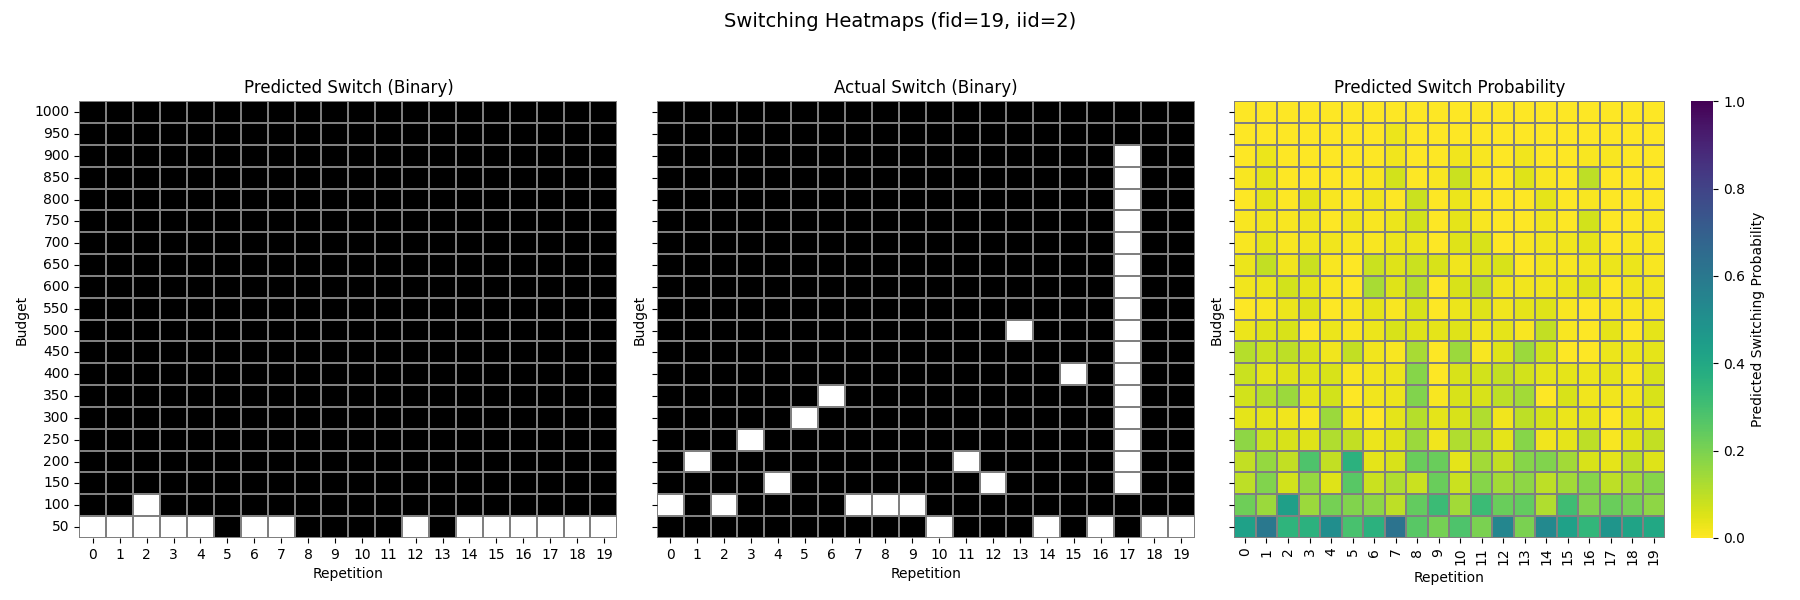 Switching Heatmaps (fid=19, iid=2)
Predicted Switch (Binary)
Budget
1000
950
900
850
800
750
700
650
600
550
500
450
400
350
300
250
200
150
100
50
0 1 2 3 4 5 6 7 8 9 10 11 12 13 14 15 16 17 18 19
Repetition
Actual Switch (Binary)
Budget
0 1 2 3 4 5 6 7 8 9 10 11 12 13 14 15 16 17 18 19
Repetition
Predicted Switch Probability
Budget
0 1 2 3 4 5 6 7 8 9 10 11 12 13 14 15 16 17 18 19
Repetition
1.0
0.8
0.6
0.4
0.2
0.0
Predicted Switching Probability